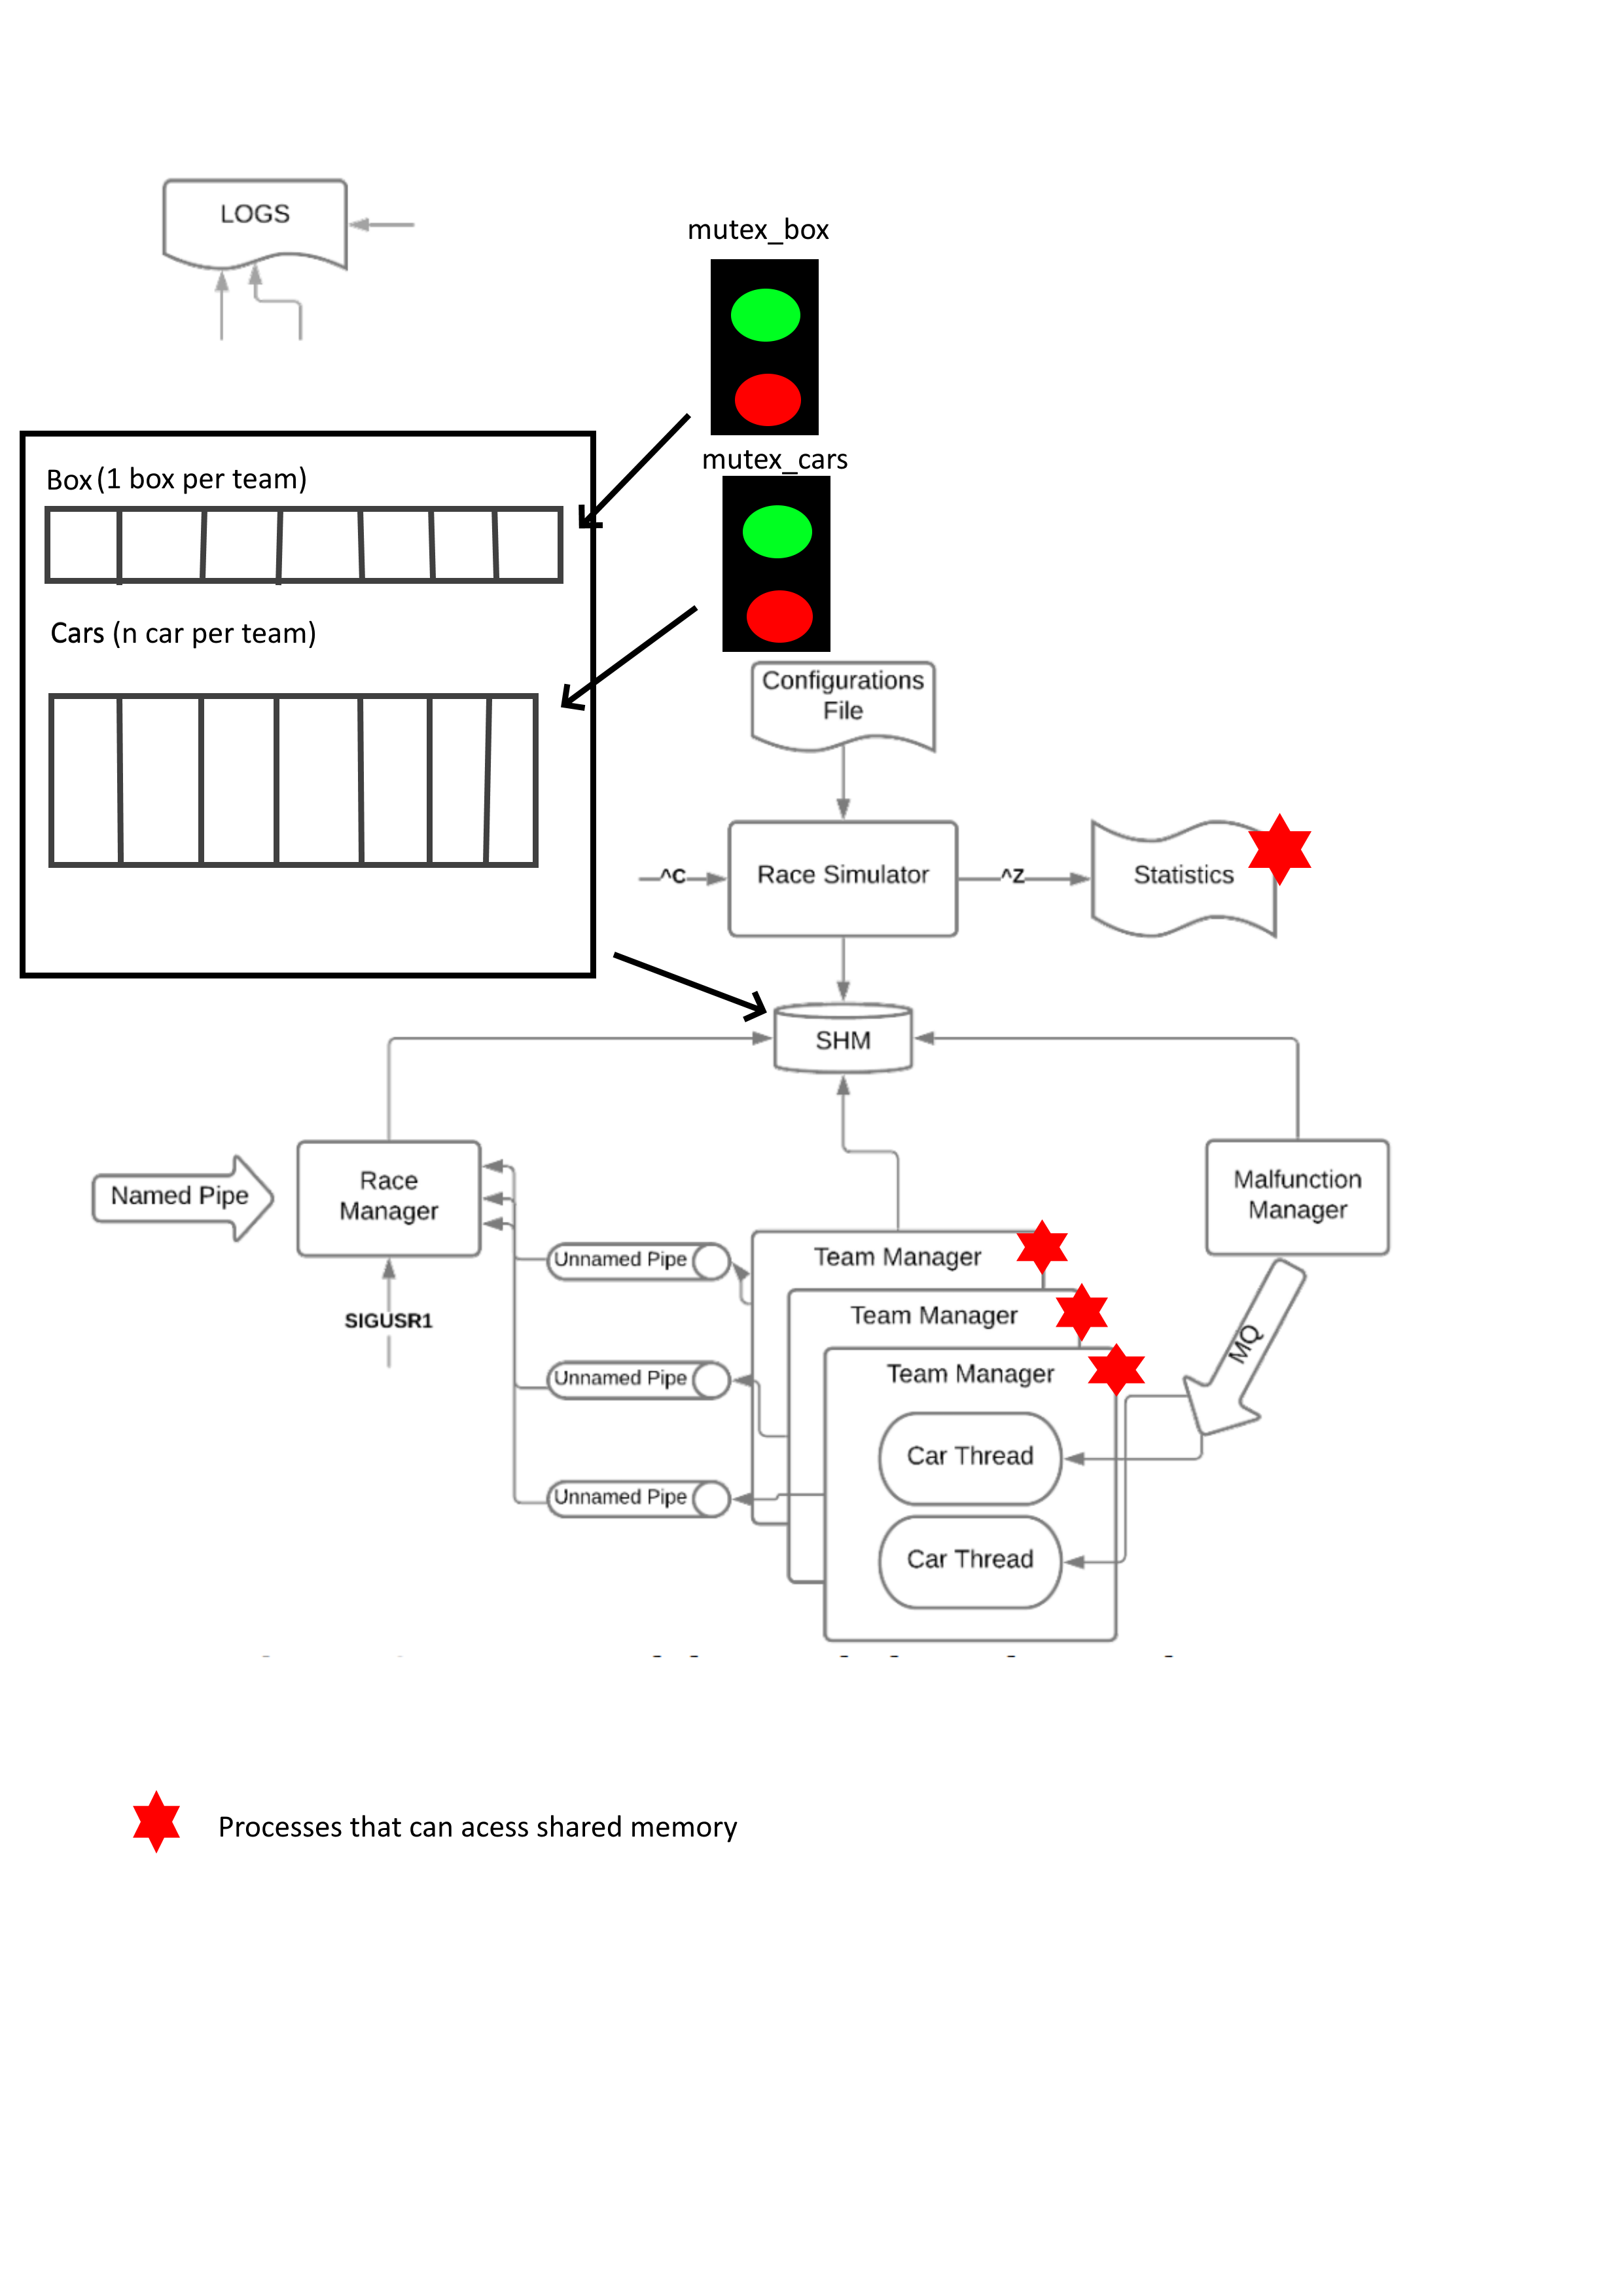 LOGS
mutex_box
mutex_cars
Box (1 box per team)
Cars (n car per team)
Configurations
File
^C
Race Simulator
^Z
Statistics
SHM
Named Pipe
Race
Manager
SIGUSR1
Malfunction
Manager
MQ
Unnamed Pipe
Unnamed Pipe
Unnamed Pipe
Team Manager
Team Manager
Team Manager
Car Thread
Car Thread
Processes that can acess shared memory